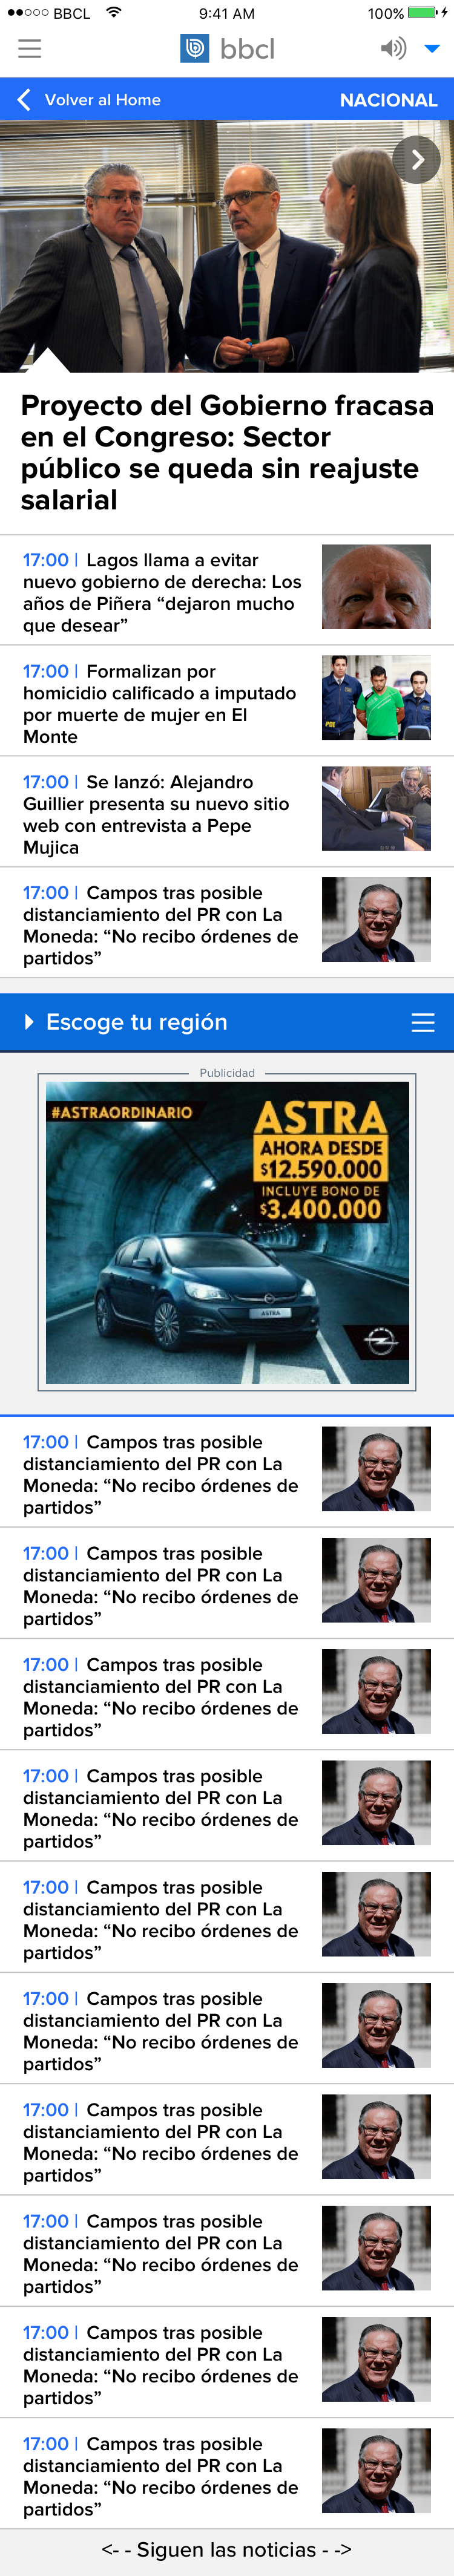 BBCL
9:41 AM
100%
bbcl
Volver al Home
NACIONAL
Proyecto del Gobierno fracasa
en el Congreso: Sector
público se queda sin reajuste
salarial
17:00 | Lagos llama a evitar
nuevo gobierno de derecha: Los
años de Piñera “dejaron mucho
que desear”
17:00 | Formalizan por
homicidio calificado a imputado
por muerte de mujer en El
Monte
17:00 | Se lanzó: Alejandro
Guillier presenta su nuevo sitio
web con entrevista a Pepe
Mujica
17:00 | Campos tras posible
distanciamiento del PR con La
Moneda: “No recibo órdenes de
partidos”
Escoge tu región
Publicidad
#ASTRAORDINARIO
ASTRA
AHORA DESDE
$12.590.000
INCLUYE BONO DE
$3.400.000
ASTRA
17:00 | Campos tras posible
distanciamiento del PR con La
Moneda: “No recibo órdenes de
partidos”
17:00 | Campos tras posible
distanciamiento del PR con La
Moneda: “No recibo órdenes de
partidos”
17:00 | Campos tras posible
distanciamiento del PR con La
Moneda: “No recibo órdenes de
partidos”
17:00 | Campos tras posible
distanciamiento del PR con La
Moneda: “No recibo órdenes de
partidos”
17:00 | Campos tras posible
distanciamiento del PR con La
Moneda: “No recibo órdenes de
partidos”
17:00 | Campos tras posible
distanciamiento del PR con La
Moneda: “No recibo órdenes de
partidos”
17:00 | Campos tras posible
distanciamiento del PR con La
Moneda: “No recibo órdenes de
partidos”
17:00 | Campos tras posible
distanciamiento del PR con La
Moneda: “No recibo órdenes de
partidos”
17:00 | Campos tras posible
distanciamiento del PR con La
Moneda: “No recibo órdenes de
partidos”
17:00 | Campos tras posible
distanciamiento del PR con La
Moneda: “No recibo órdenes de
partidos”
<- - Siguen las noticias - ->